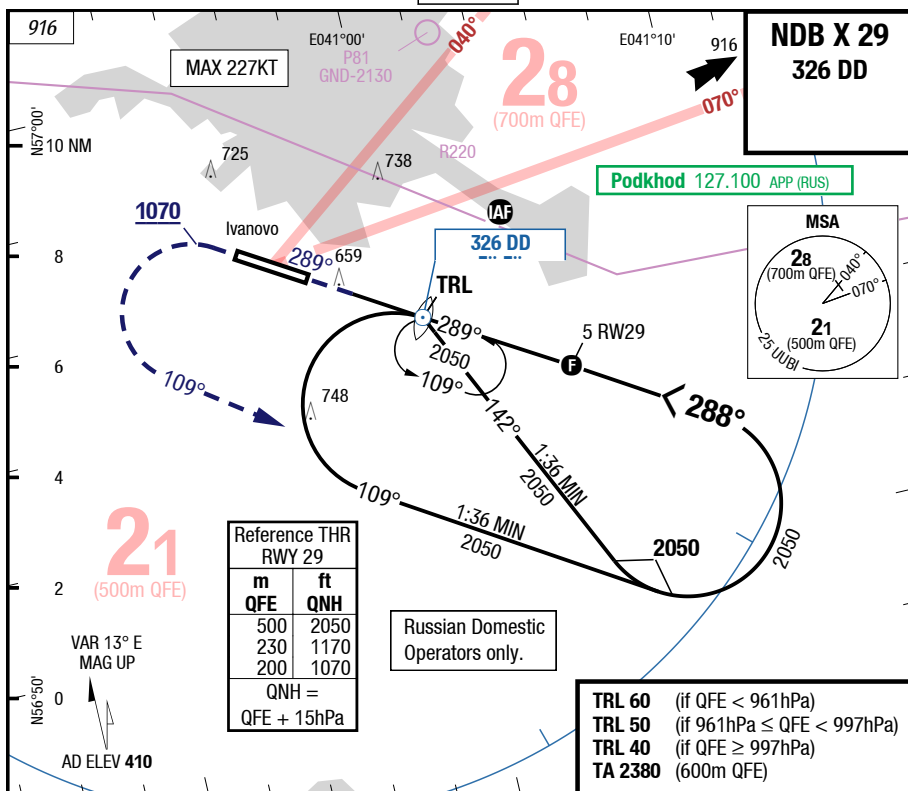 916
MAX 227KT
E041°00'
P81
GND-2130
040°
28
(700m QFE)
E041°10'
916
070°
NDB X 29
326 DD
N57°00'
10 NM
725
738
R220
Podkhod 127.100 APP (RUS)
1070
Ivanovo
IAF
326 DD
MSA
28
(700m QFE)
040°
070°
21
(500m QFE)
25 UUBI
8
289°
659
TRL
289°
5 RW29
F
6
2050
109°
109°
748
142°
288°
4
109°
1:36 MIN
2050
1:36 MIN
2050
2050
2050
21
(500m QFE)
Reference THR
RWY 29
m ft
QFE QNH
500 2050
230 1170
200 1070
QNH =
QFE + 15hPa
2
Russian Domestic
Operators only.
VAR 13° E
MAG UP
N56°50'
0
AD ELEV 410
TRL 60 (if QFE < 961hPa)
TRL 50 (if 961hPa ≤ QFE < 997hPa)
TRL 40 (if QFE ≥ 997hPa)
TA 2380 (600m QFE)